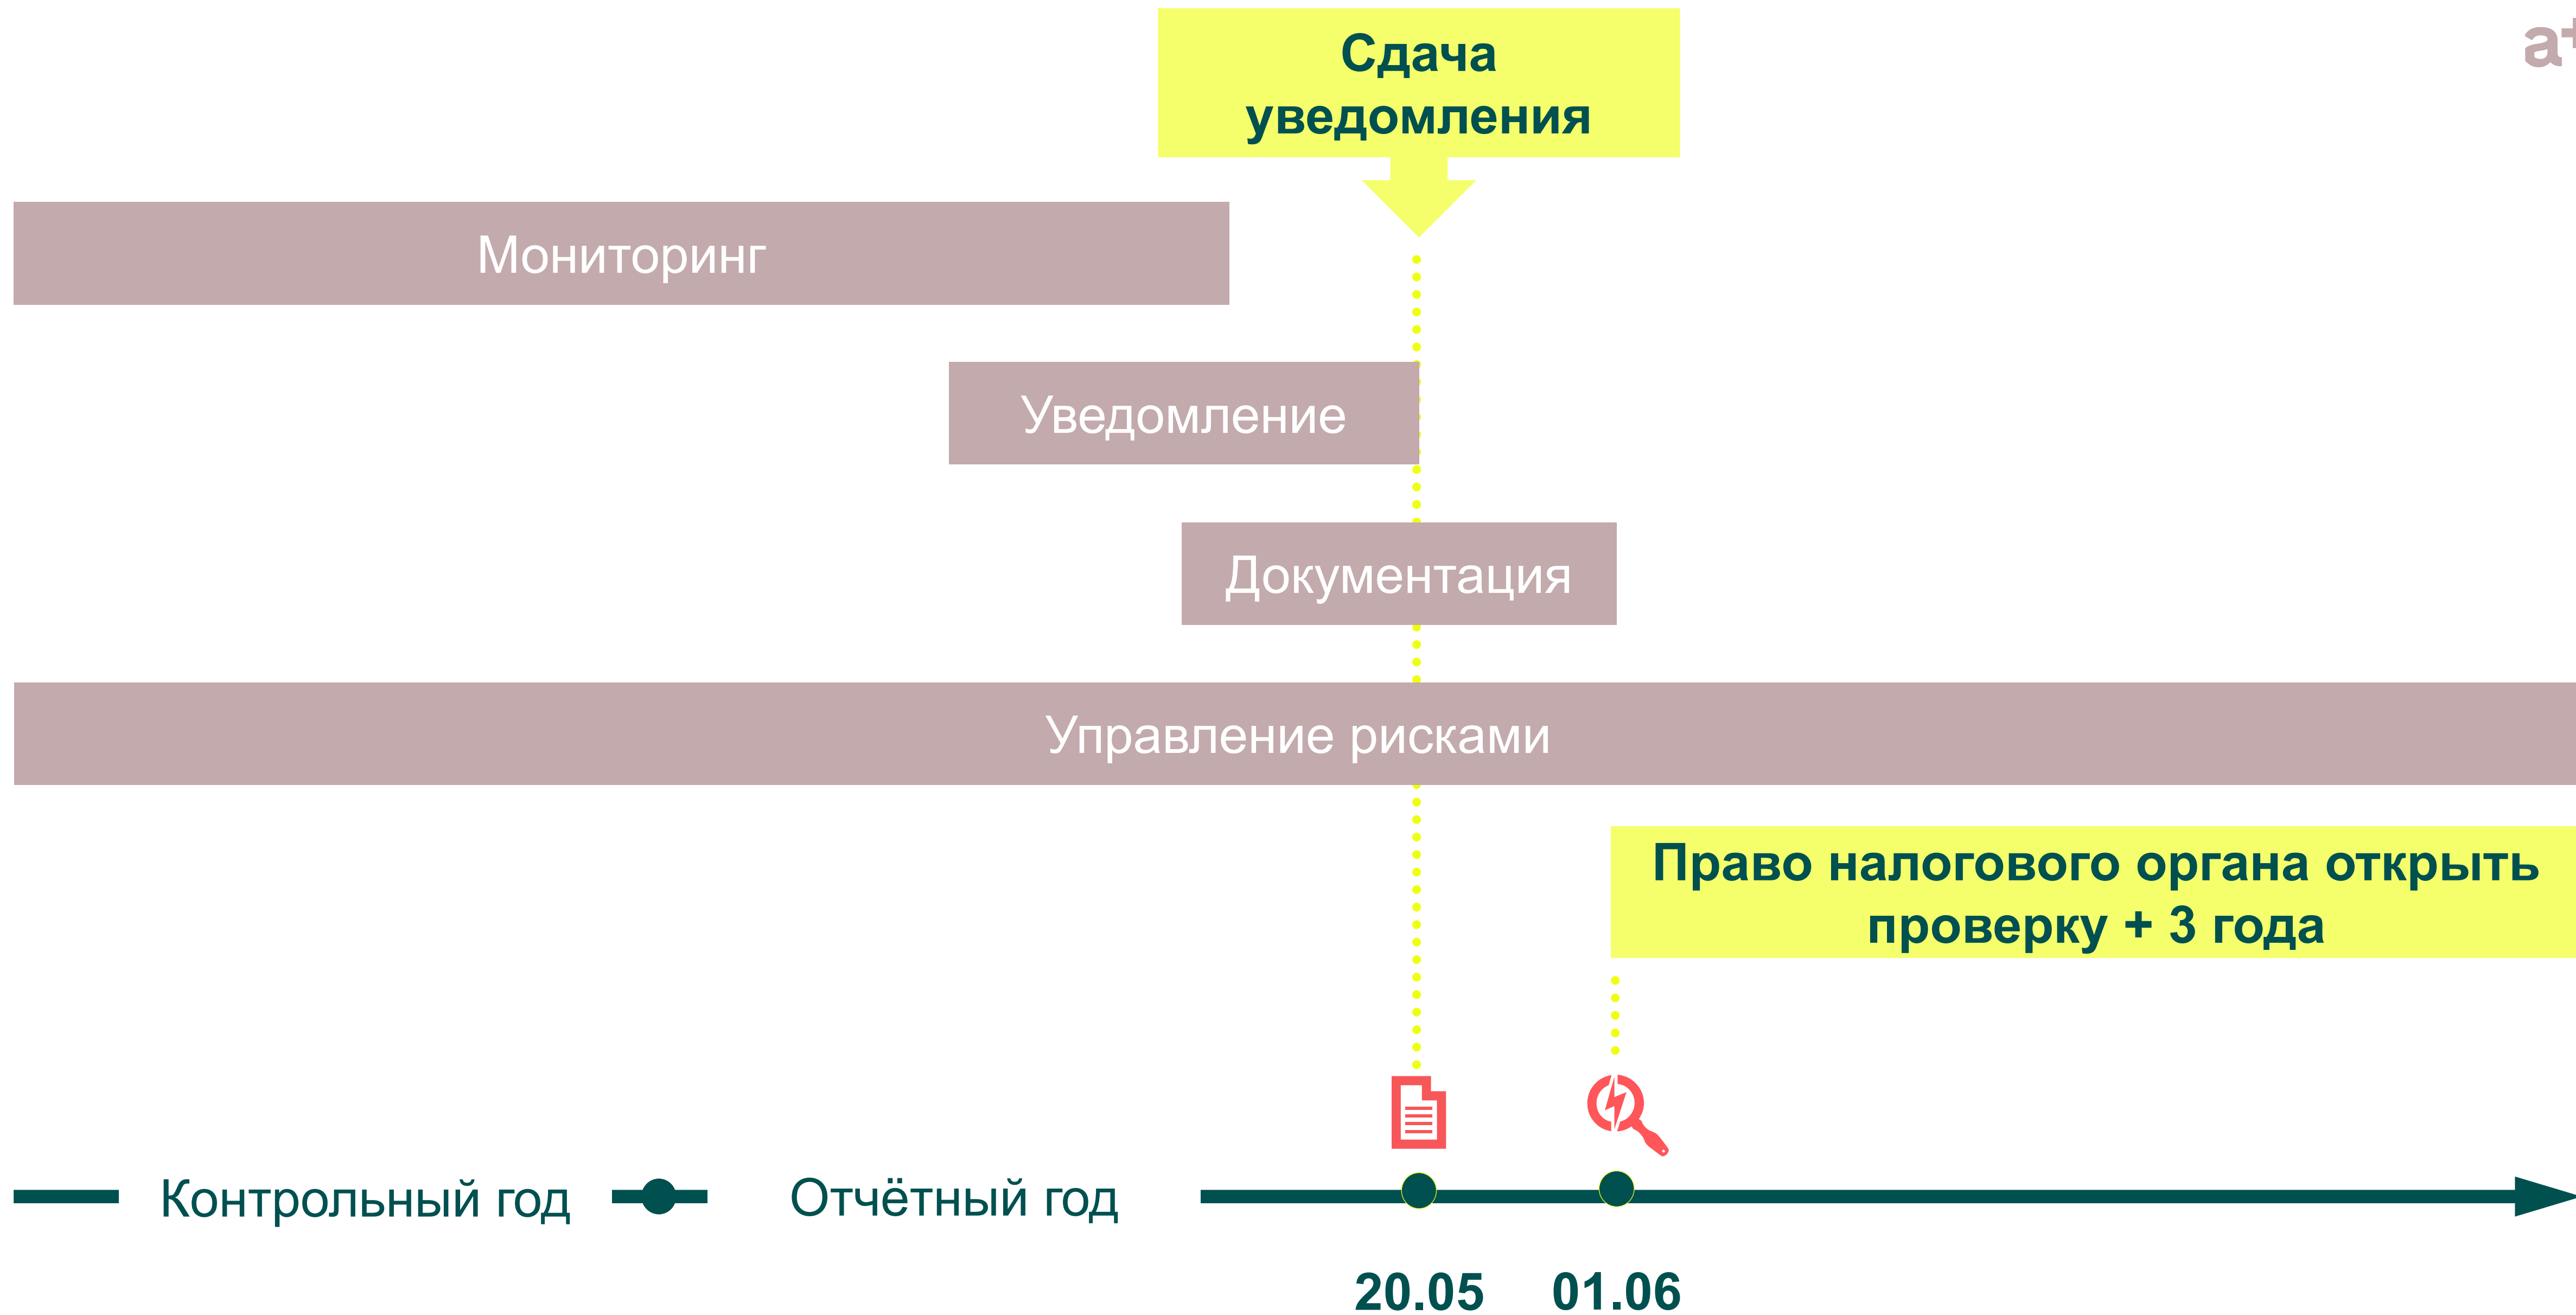 Сдача
уведомления
a+
Мониторинг
Уведомление
Документация
Управление рисками
Право налогового органа открыть
проверку + 3 года
Контрольный год
Отчётный год
20.05
01.06